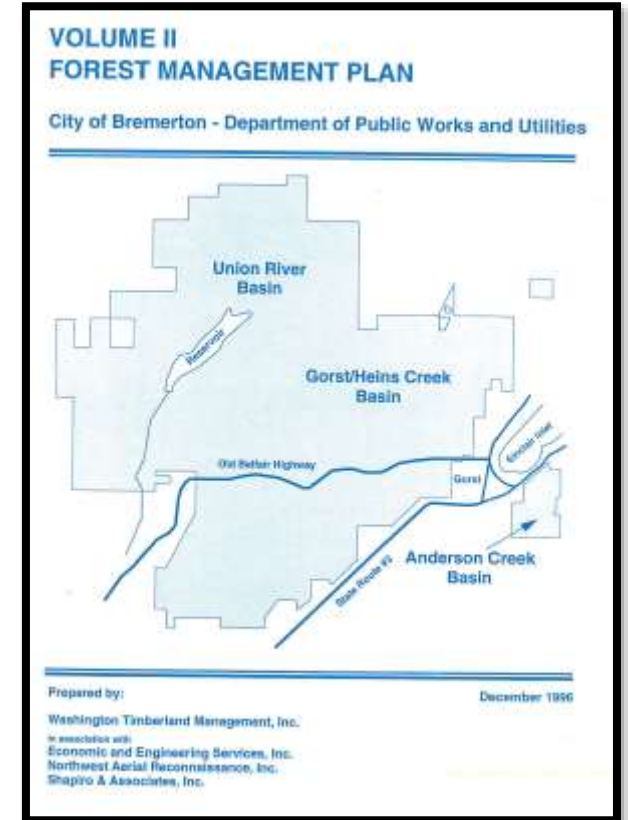 VOLUME II
FOREST MANAGEMENT PLAN
City of Bremerton - Department of Public Works and Utilities
Union River
Basin
Reservoir
Gorst/Heins Creek
Basin
Sinclair Inlet
Old Belfair Highway
Gorst
Anderson Creek
Basin
State Route #3
Prepared by:
December 1996
Washington Timberland Management, Inc.
in association with
Economic and Engineering Services, Inc.
Northwest Aerial Reconnaissance, Inc.
Shapiro & Associates, Inc.